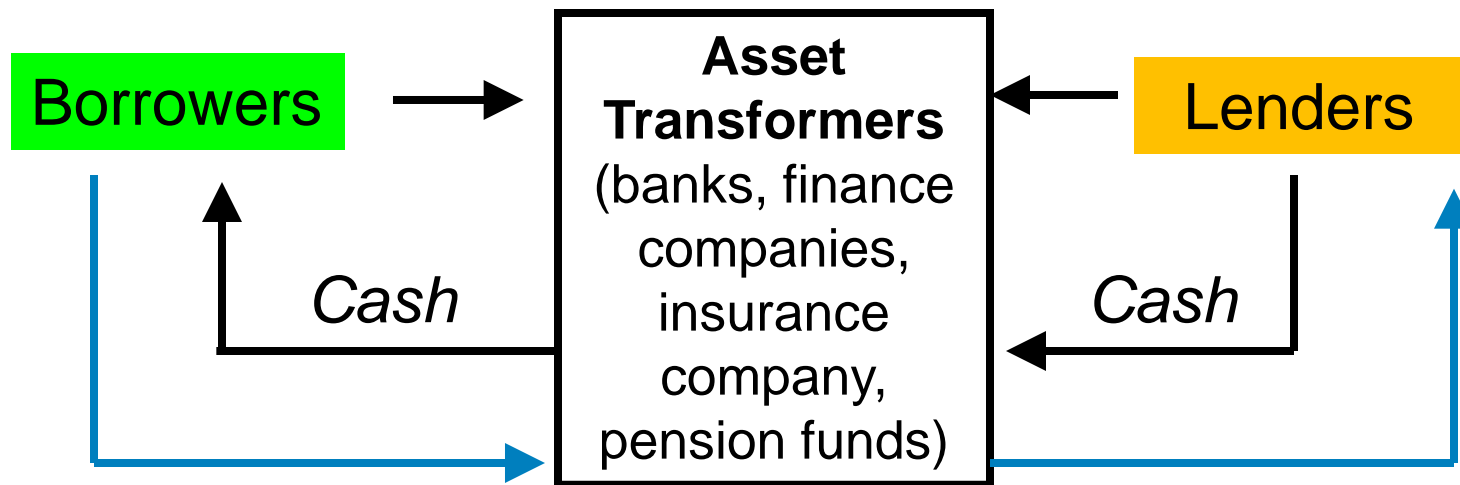 Borrowers
Asset
Transformers
(banks, finance
companies,
insurance
company,
pension funds)
Lenders
Cash
Cash